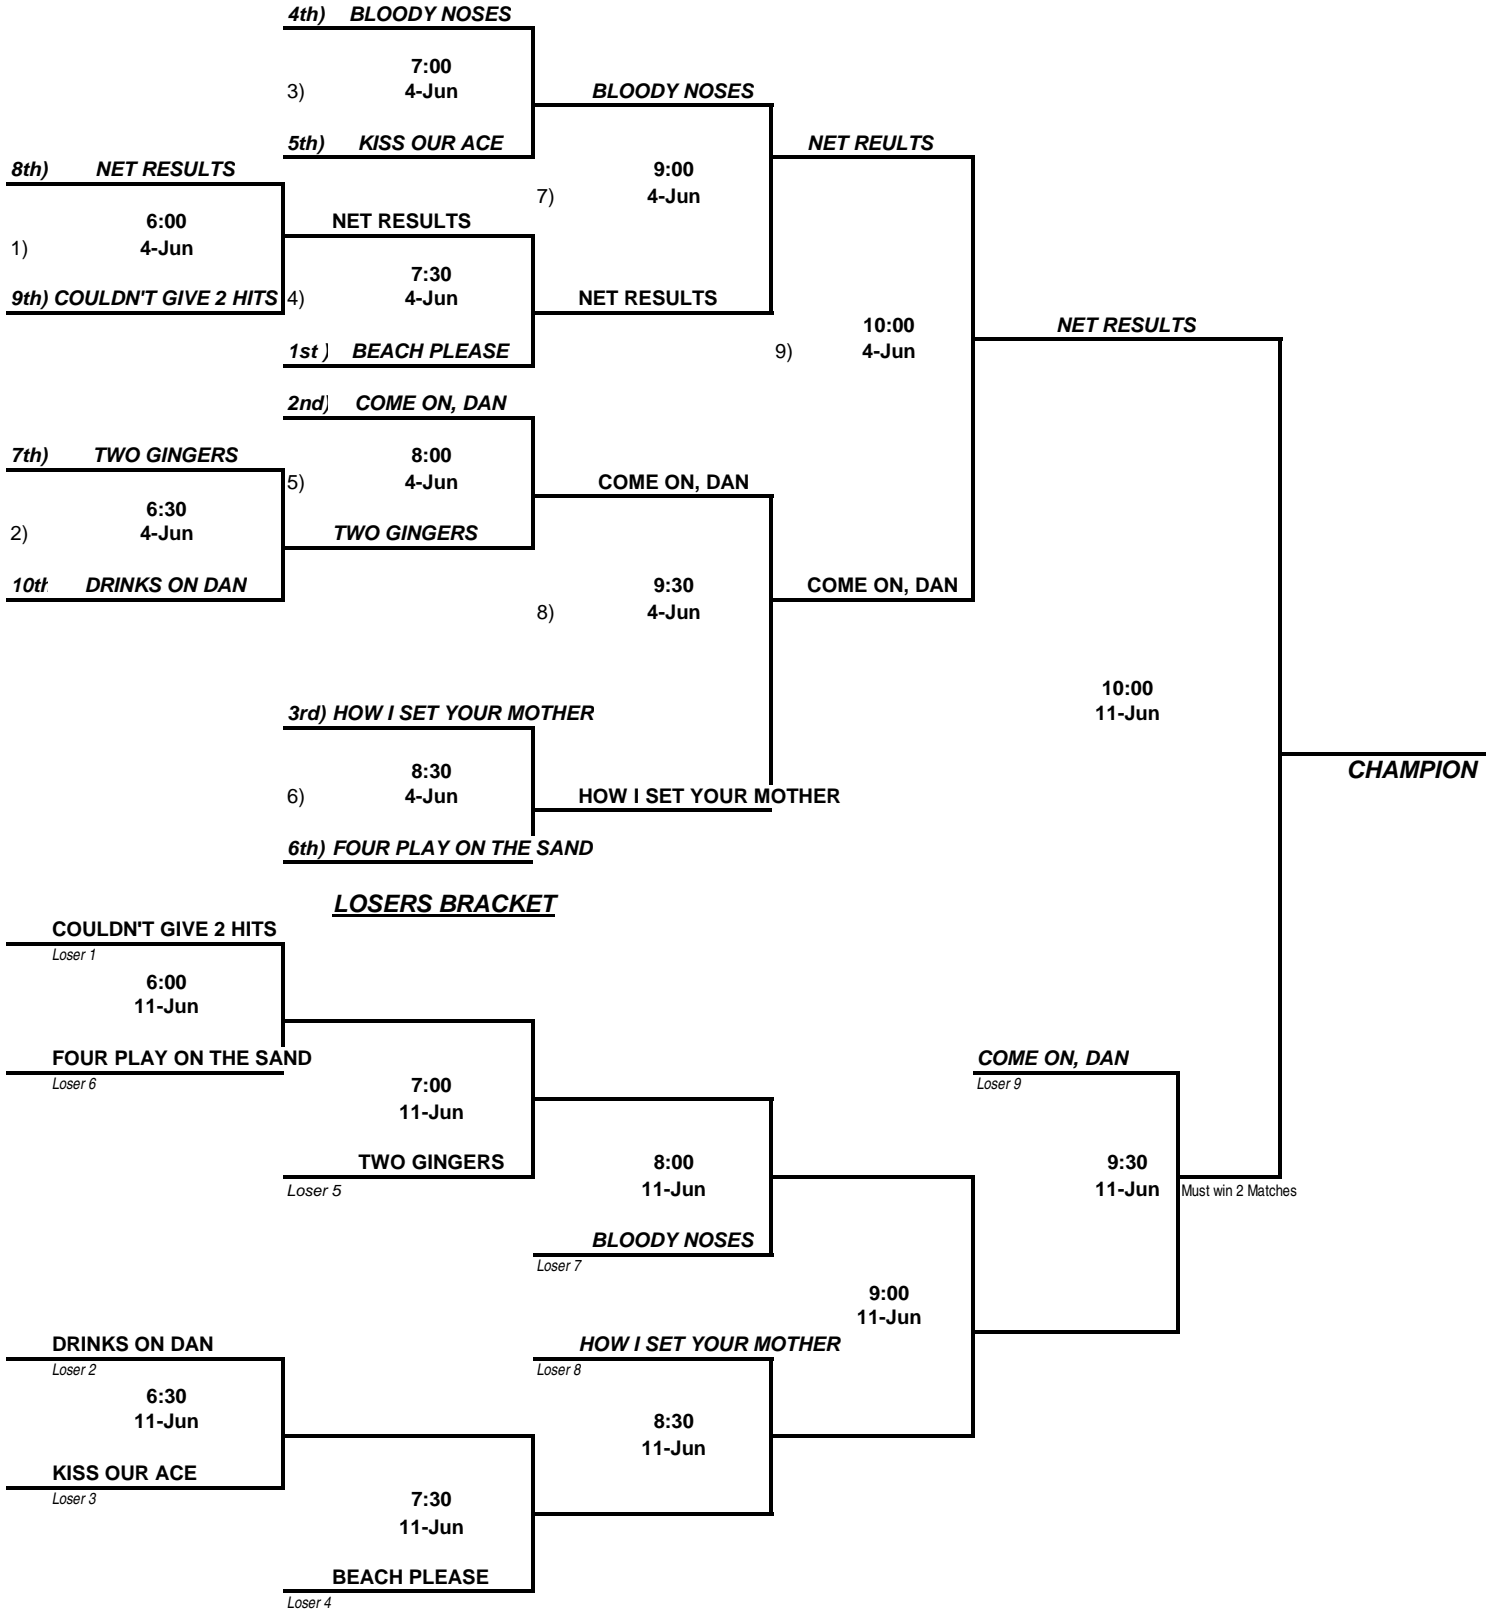 4th) BLOODY NOSES
7:00
3) 4-Jun
BLOODY NOSES
5th) KISS OUR ACE
NET REULTS
8th) NET RESULTS
9:00
7) 4-Jun
6:00
NET RESULTS
1) 4-Jun
7:30
9th) COULDN'T GIVE 2 HITS
4) 4-Jun
NET RESULTS
10:00
NET RESULTS
1st ) BEACH PLEASE
9) 4-Jun
2nd) COME ON, DAN
7th) TWO GINGERS
8:00
5) 4-Jun
COME ON, DAN
6:30
2) 4-Jun
TWO GINGERS
10th DRINKS ON DAN
9:30
COME ON, DAN
8) 4-Jun
10:00
11-Jun
3rd) HOW I SET YOUR MOTHER
8:30
CHAMPION
6) 4-Jun
HOW I SET YOUR MOTHER
6th) FOUR PLAY ON THE SAND
LOSERS BRACKET
COULDN'T GIVE 2 HITS
Loser 1
6:00
11-Jun
FOUR PLAY ON THE SAND
COME ON, DAN
Loser 6
7:00
Loser 9
11-Jun
TWO GINGERS
8:00
9:30
Loser 5
11-Jun
11-Jun
Must win 2 Matches
BLOODY NOSES
Loser 7
9:00
11-Jun
DRINKS ON DAN
HOW I SET YOUR MOTHER
Loser 2
Loser 8
6:30
11-Jun
8:30
11-Jun
KISS OUR ACE
Loser 3
7:30
11-Jun
BEACH PLEASE
Loser 4